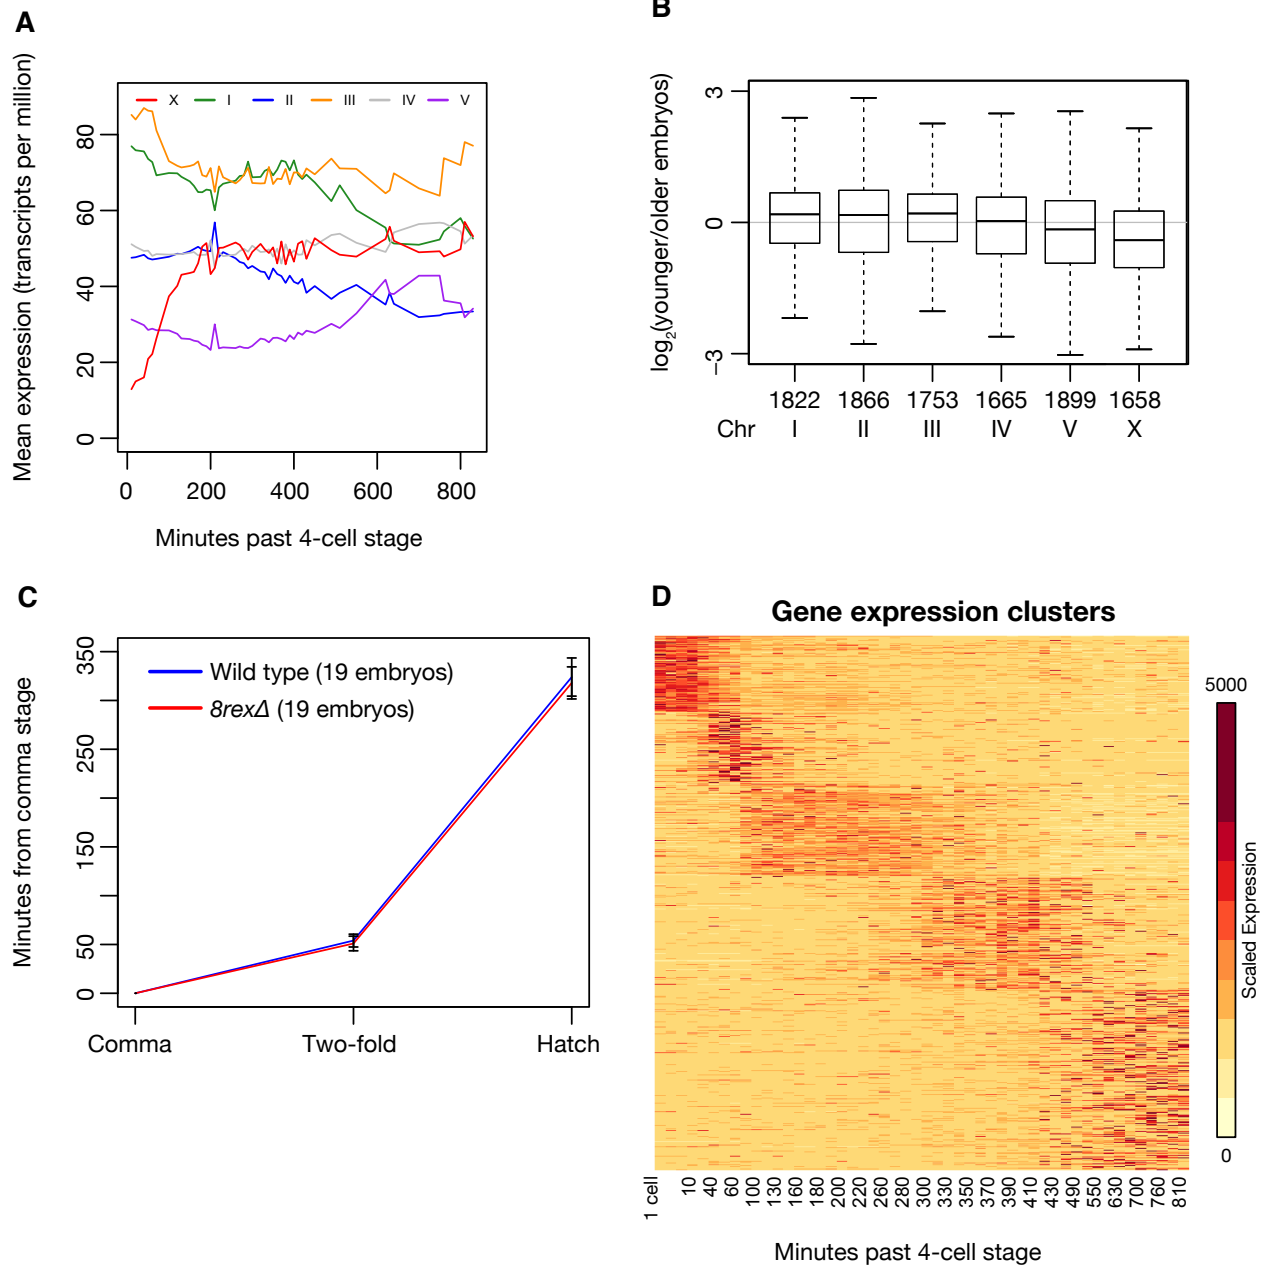 A
Mean expression (transcripts per million)
X I II III IV V
80
60
40
20
0
0 200 400 600 800
Minutes past 4-cell stage
B
log2(younger/older embryos)
3
0
−3
1822 1866 1753 1665 1899 1658
Chr I II III IV V X
C
Minutes from comma stage
350
250
150
50
0
Wild type (19 embryos)
8rexΔ (19 embryos)
Comma Two-fold Hatch
D
Gene expression clusters
5000
Scaled Expression
0
1 cell 10 40 60 100 130 160 180 200 220 260 280 300 330 350 370 390 410 430 490 550 630 700 760 810
Minutes past 4-cell stage